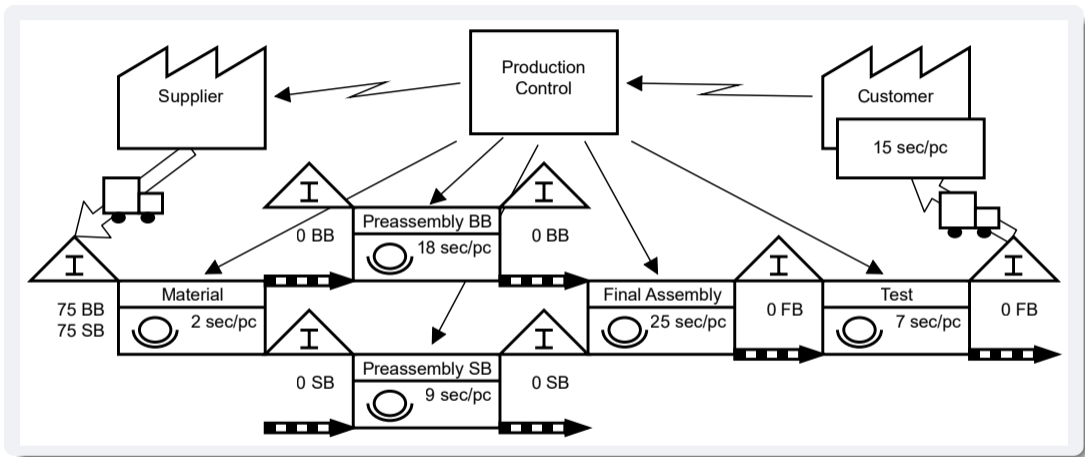 Production
Control
Supplier
Customer
15 sec/pc
I
I
0 BB
Preassembly BB
18 sec/pc
0 BB
I
75 BB
75 SB
Material
2 sec/pc
Final Assembly
25 sec/pc
I
0 FB
Test
7 sec/pc
I
0 FB
I
I
0 SB
Preassembly SB
9 sec/pc
0 SB